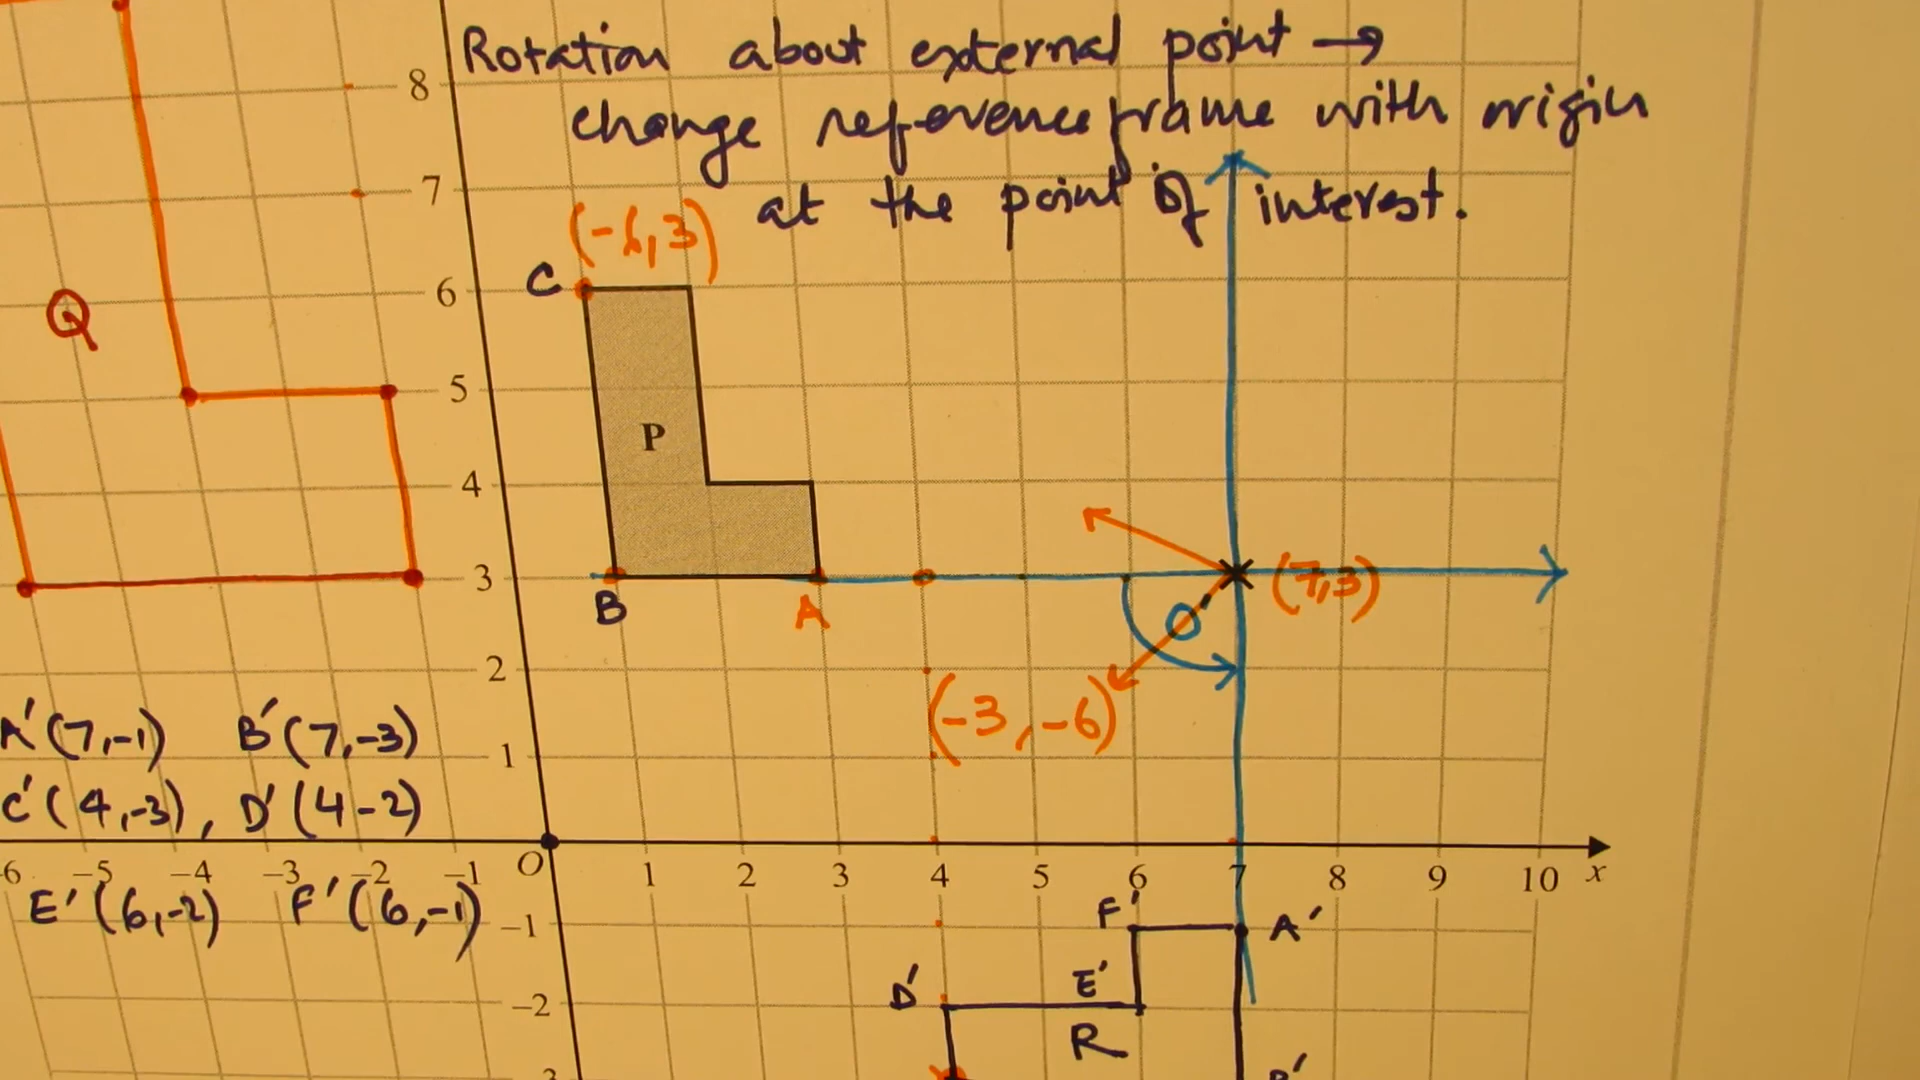 Rotation about external point →
change reference frame with origin
at the point of interest.
8
7
(-6,3)
C
6
Q
5
P
4
3
B
A
(7,3)
O'
2
(-3,-6)
A'(7,-1) B'(7,-3)
1
C'(4,-3), D'(4-2)
-6 -5 -4 -3 -2 -1 O 1 2 3 4 5 6 7 8 9 10 x
E'(6,-2) F'(6,-1)
-1
F'
A'
-2
D'
E'
R
B'